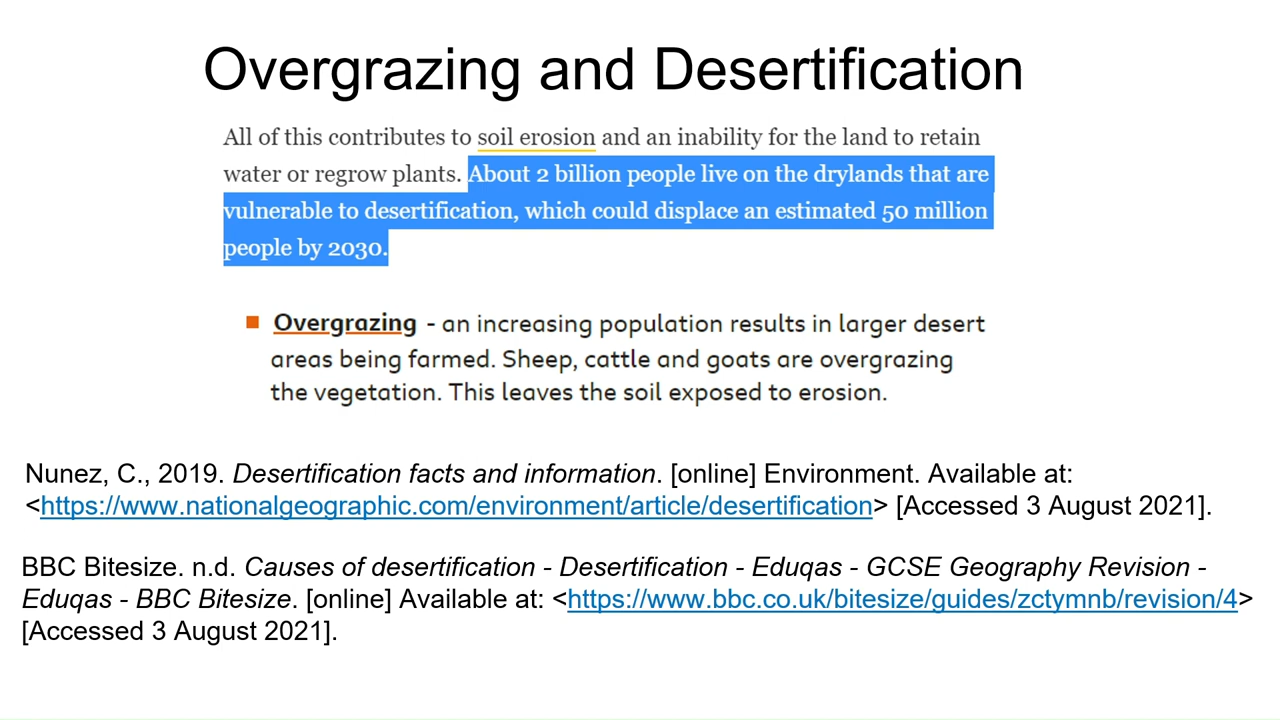 Overgrazing and Desertification
All of this contributes to soil erosion and an inability for the land to retain
water or regrow plants. About 2 billion people live on the drylands that are
vulnerable to desertification, which could displace an estimated 50 million
people by 2030.
Overgrazing - an increasing population results in larger desert
areas being farmed. Sheep, cattle and goats are overgrazing
the vegetation. This leaves the soil exposed to erosion.
Nunez, C., 2019. Desertification facts and information. [online] Environment. Available at:
<https://www.nationalgeographic.com/environment/article/desertification> [Accessed 3 August 2021].
BBC Bitesize. n.d. Causes of desertification - Desertification - Eduqas - GCSE Geography Revision -
Eduqas - BBC Bitesize. [online] Available at: <https://www.bbc.co.uk/bitesize/guides/zctymnb/revision/4>
[Accessed 3 August 2021].